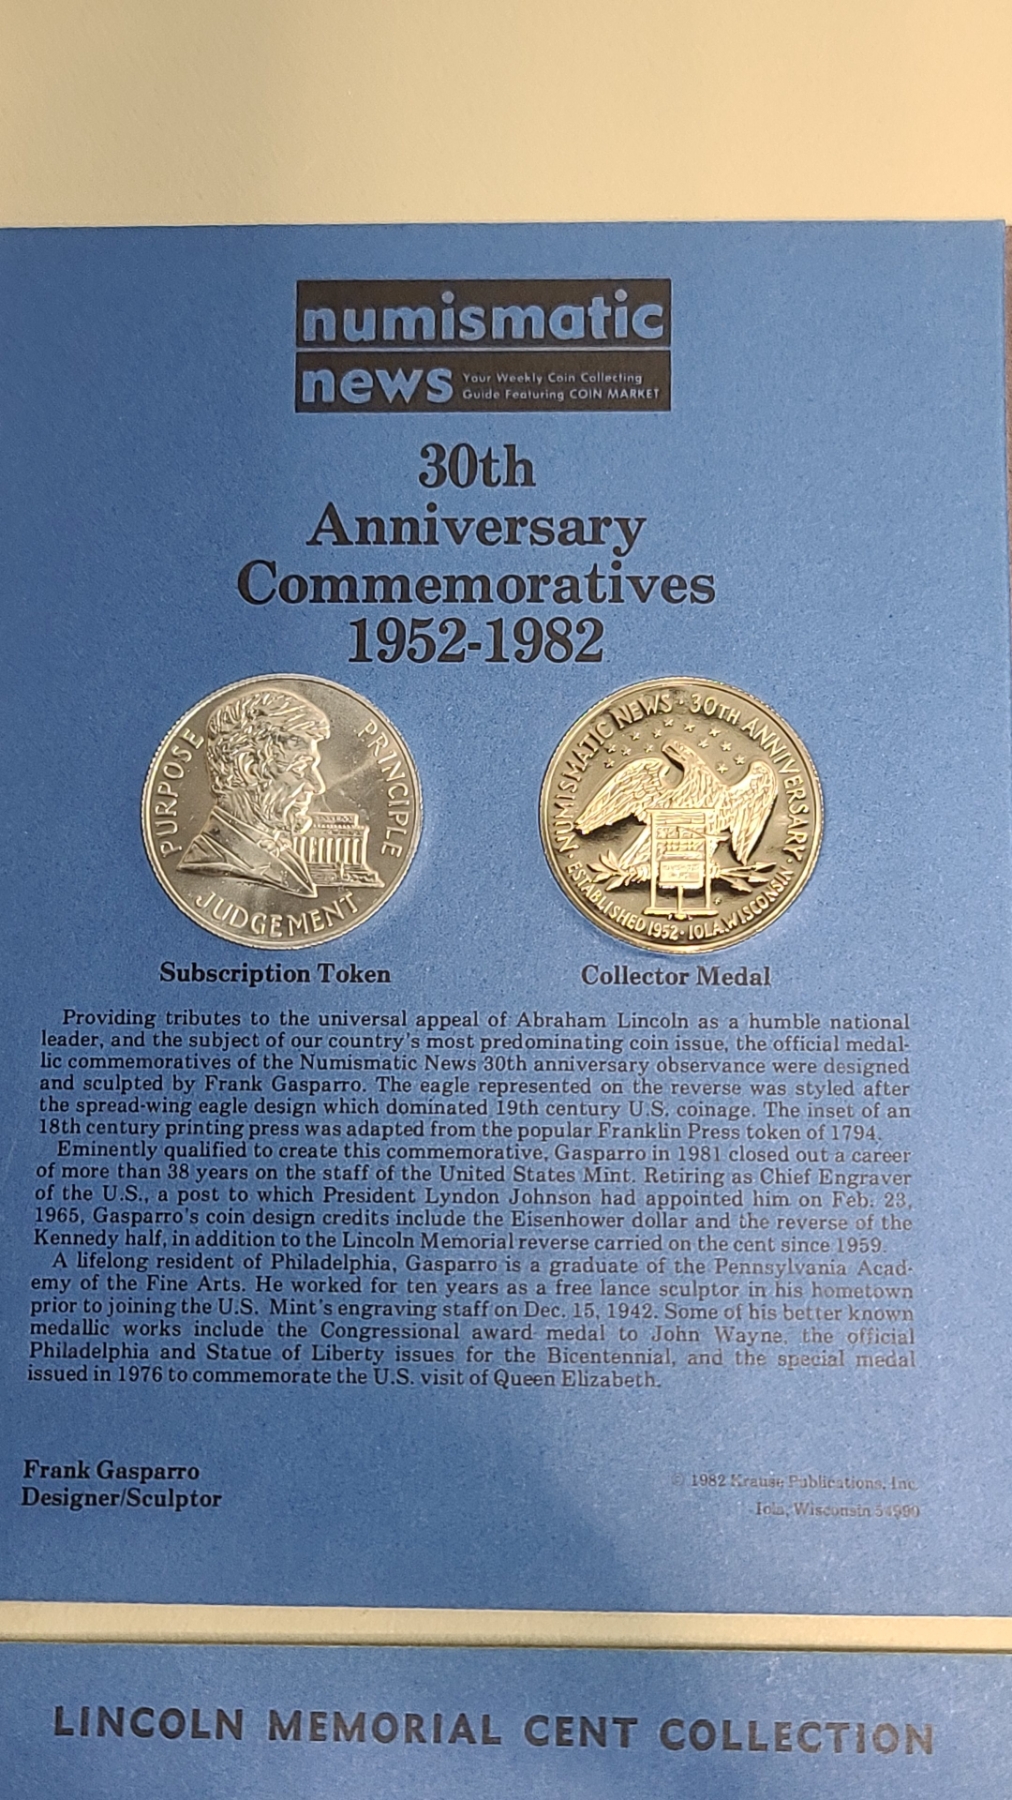 numismatic
news Your Weekly Coin Collecting
Guide Featuring COIN MARKET
30th
Anniversary
Commemoratives
1952-1982
PURPOSE PRINCIPLE
JUDGEMENT
NUMISMATIC NEWS · 30TH ANNIVERSARY ·
ESTABLISHED 1952 · IOLA, WISCONSIN
Subscription Token
Collector Medal
Providing tributes to the universal appeal of Abraham Lincoln as a humble national
leader, and the subject of our country's most predominating coin issue, the official medal-
lic commemoratives of the Numismatic News 30th anniversary observance were designed
and sculpted by Frank Gasparro. The eagle represented on the reverse was styled after
the spread-wing eagle design which dominated 19th century U.S. coinage. The inset of an
18th century printing press was adapted from the popular Franklin Press token of 1794.
Eminently qualified to create this commemorative, Gasparro in 1981 closed out a career
of more than 38 years on the staff of the United States Mint. Retiring as Chief Engraver
of the U.S., a post to which President Lyndon Johnson had appointed him on Feb. 23,
1965, Gasparro's coin design credits include the Eisenhower dollar and the reverse of the
Kennedy half, in addition to the Lincoln Memorial reverse carried on the cent since 1959.
A lifelong resident of Philadelphia, Gasparro is a graduate of the Pennsylvania Acad-
emy of the Fine Arts. He worked for ten years as a free lance sculptor in his hometown
prior to joining the U.S. Mint's engraving staff on Dec. 15, 1942. Some of his better known
medallic works include the Congressional award medal to John Wayne, the official
Philadelphia and Statue of Liberty issues for the Bicentennial, and the special medal
issued in 1976 to commemorate the U.S. visit of Queen Elizabeth.
Frank Gasparro
Designer/Sculptor
© 1982 Krause Publications, Inc.
Iola, Wisconsin 54990
LINCOLN MEMORIAL CENT COLLECTION